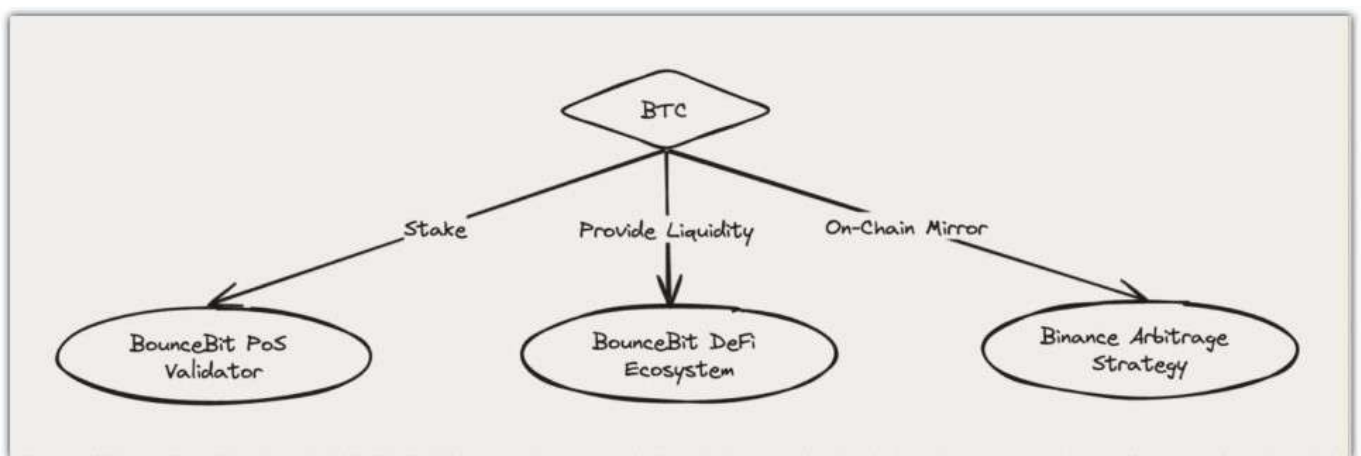 BTC
Stake
Provide Liquidity
On-Chain Mirror
BounceBit PoS
Validator
BounceBit DeFi
Ecosystem
Binance Arbitrage
Strategy